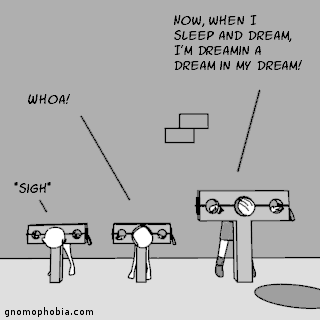 NOW, WHEN I
SLEEP AND DREAM,
I'M DREAMIN A
DREAM IN MY DREAM!
WHOA!
*SIGH*
gnomophobia.com